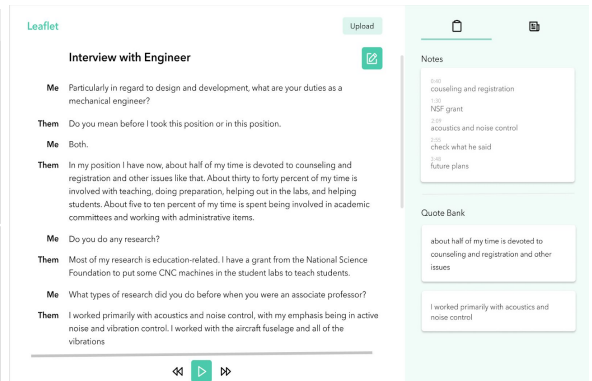 Leaflet
Upload
Interview with Engineer
Me Particularly in regard to design and development, what are your duties as a
mechanical engineer?
Them Do you mean before I took this position or in this position.
Me Both.
Them In my position I have now, about half of my time is devoted to counseling and
registration and other issues like that. About thirty to forty percent of my time is
involved with teaching, doing preparation, helping out in the labs, and helping
students. About five to ten percent of my time is spent being involved in academic
committees and working with administrative items.
Me Do you do any research?
Them Most of my research is education-related. I have a grant from the National Science
Foundation to put some CNC machines in the student labs to teach students.
Me What types of research did you do before when you were an associate professor?
Them I worked primarily with acoustics and noise control, with my emphasis being in active
noise and vibration control. I worked with the aircraft fuselage and all of the
vibrations
Notes
0:40
couseling and registration
1:30
NSF grant
2:09
acoustics and noise control
2:25
check what he said
3:46
future plans
Quote Bank
about half of my time is devoted to
counseling and registration and other
issues
I worked primarily with acoustics and
noise control